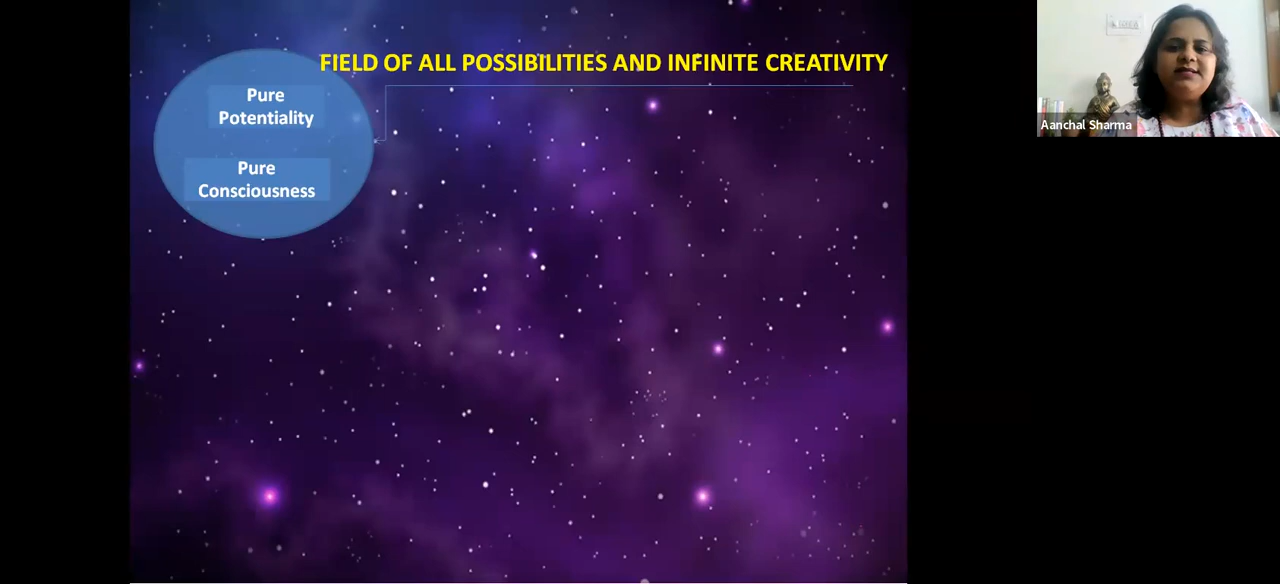 FIELD OF ALL POSSIBILITIES AND INFINITE CREATIVITY
Pure
Potentiality
Pure
Consciousness
Aanchal Sharma